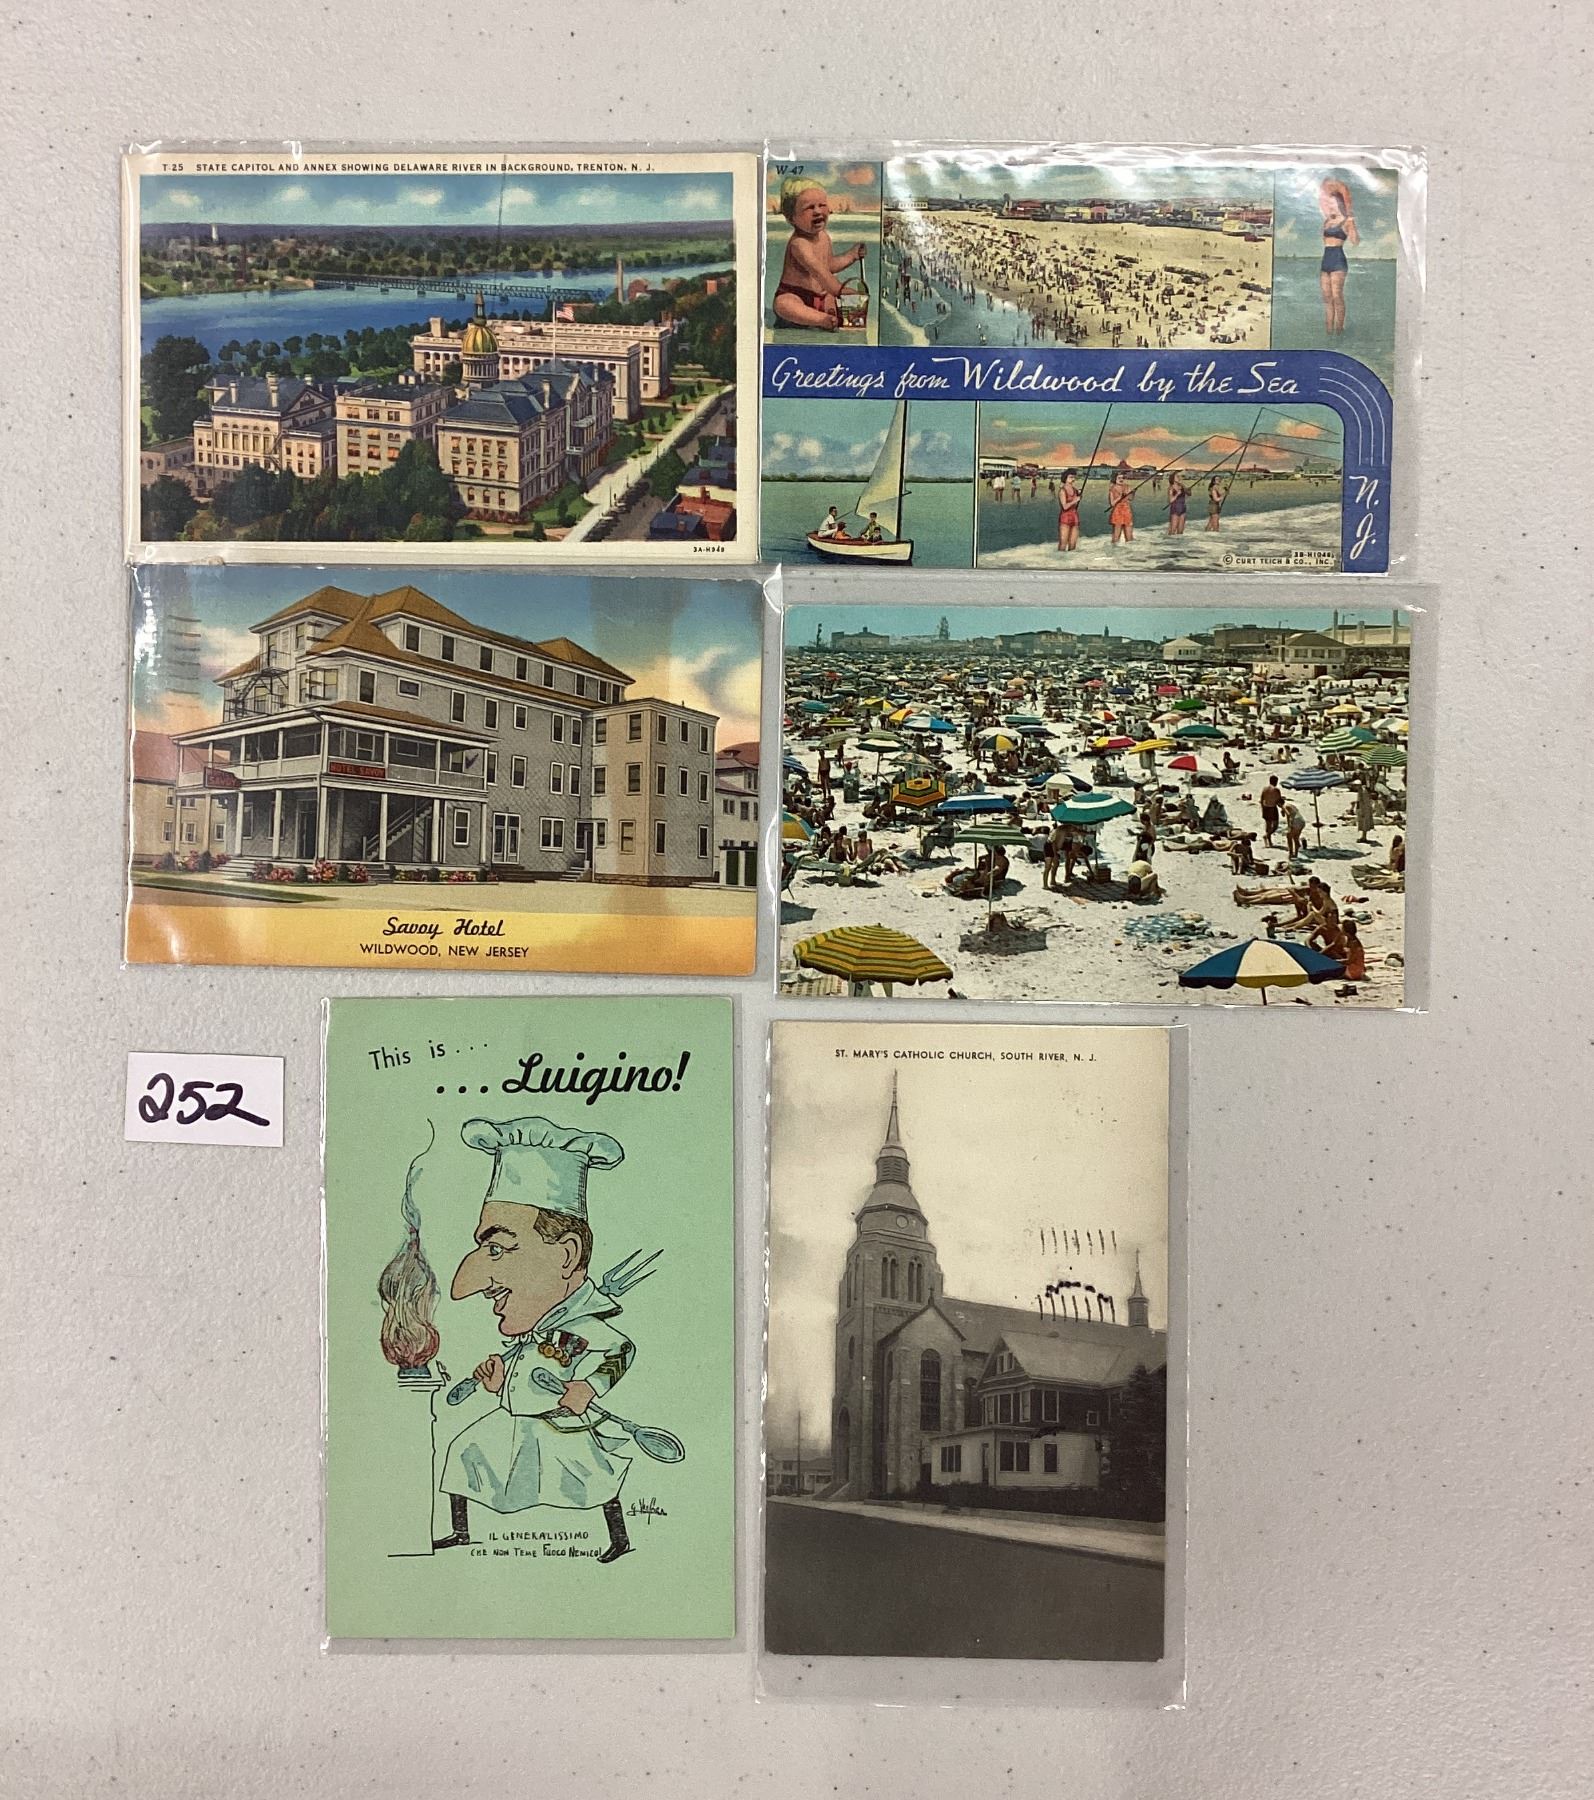 T-25 STATE CAPITOL AND ANNEX SHOWING DELAWARE RIVER IN BACKGROUND, TRENTON, N. J.
3A-H949
W-47
Greetings from Wildwood by the Sea
N. J.
3B-H1048
© CURT TEICH & CO., INC.
HOTEL SAVOY
Savoy Hotel
WILDWOOD, NEW JERSEY
This is...
...Luigino!
IL GENERALISSIMO
CHE NON TEME FUOCO NEMICO!
252
ST. MARY'S CATHOLIC CHURCH, SOUTH RIVER, N. J.